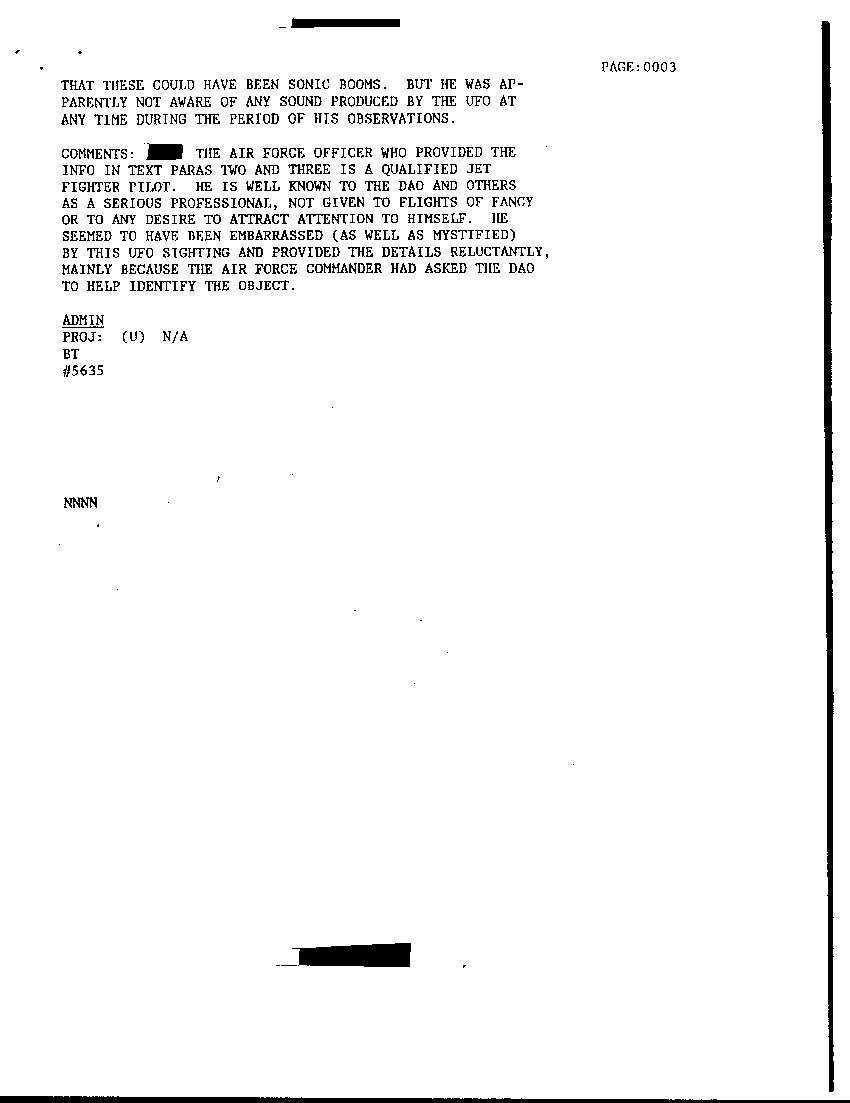 PAGE:0003
THAT THESE COULD HAVE BEEN SONIC BOOMS.  BUT HE WAS AP-
PARENTLY NOT AWARE OF ANY SOUND PRODUCED BY THE UFO AT
ANY TIME DURING THE PERIOD OF HIS OBSERVATIONS.
COMMENTS: THE AIR FORCE OFFICER WHO PROVIDED THE
INFO IN TEXT PARAS TWO AND THREE IS A QUALIFIED JET
FIGHTER PILOT.  HE IS WELL KNOWN TO THE DAO AND OTHERS
AS A SERIOUS PROFESSIONAL, NOT GIVEN TO FLIGHTS OF FANCY
OR TO ANY DESIRE TO ATTRACT ATTENTION TO HIMSELF.  HE
SEEMED TO HAVE BEEN EMBARRASSED (AS WELL AS MYSTIFIED)
BY THIS UFO SIGHTING AND PROVIDED THE DETAILS RELUCTANTLY,
MAINLY BECAUSE THE AIR FORCE COMMANDER HAD ASKED THE DAO
TO HELP IDENTIFY THE OBJECT.
ADMIN
PROJ:  (U)  N/A
BT
#5635
NNNN